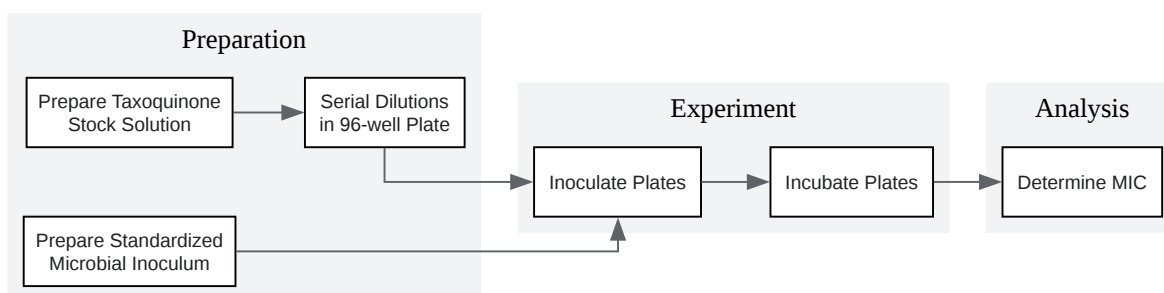 Preparation
Prepare Taxoquinone
Stock Solution
Serial Dilutions
in 96-well Plate
Prepare Standardized
Microbial Inoculum
Experiment
Inoculate Plates
Incubate Plates
Analysis
Determine MIC